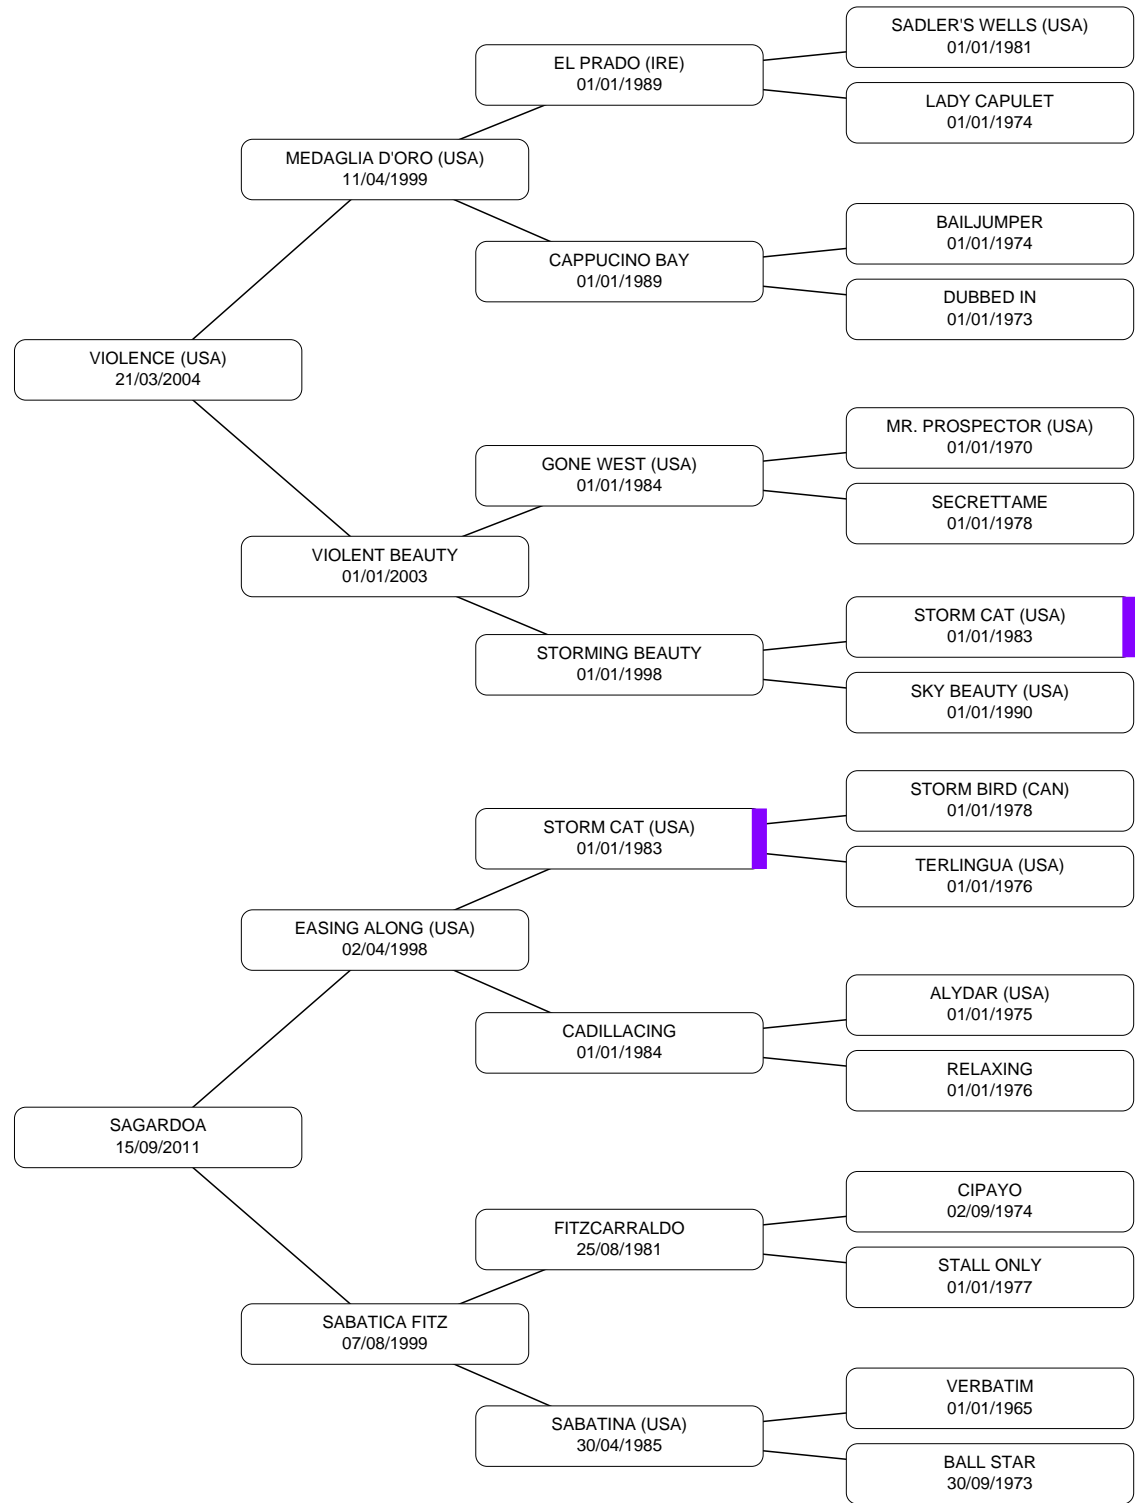 SADLER'S WELLS (USA)
01/01/1981
EL PRADO (IRE)
01/01/1989
LADY CAPULET
01/01/1974
MEDAGLIA D'ORO (USA)
11/04/1999
BAILJUMPER
01/01/1974
CAPPUCINO BAY
01/01/1989
DUBBED IN
01/01/1973
VIOLENCE (USA)
21/03/2004
MR. PROSPECTOR (USA)
01/01/1970
GONE WEST (USA)
01/01/1984
SECRETTAME
01/01/1978
VIOLENT BEAUTY
01/01/2003
STORM CAT (USA)
01/01/1983
STORMING BEAUTY
01/01/1998
SKY BEAUTY (USA)
01/01/1990
STORM BIRD (CAN)
01/01/1978
STORM CAT (USA)
01/01/1983
TERLINGUA (USA)
01/01/1976
EASING ALONG (USA)
02/04/1998
ALYDAR (USA)
01/01/1975
CADILLACING
01/01/1984
RELAXING
01/01/1976
SAGARDOA
15/09/2011
CIPAYO
02/09/1974
FITZCARRALDO
25/08/1981
STALL ONLY
01/01/1977
SABATICA FITZ
07/08/1999
VERBATIM
01/01/1965
SABATINA (USA)
30/04/1985
BALL STAR
30/09/1973